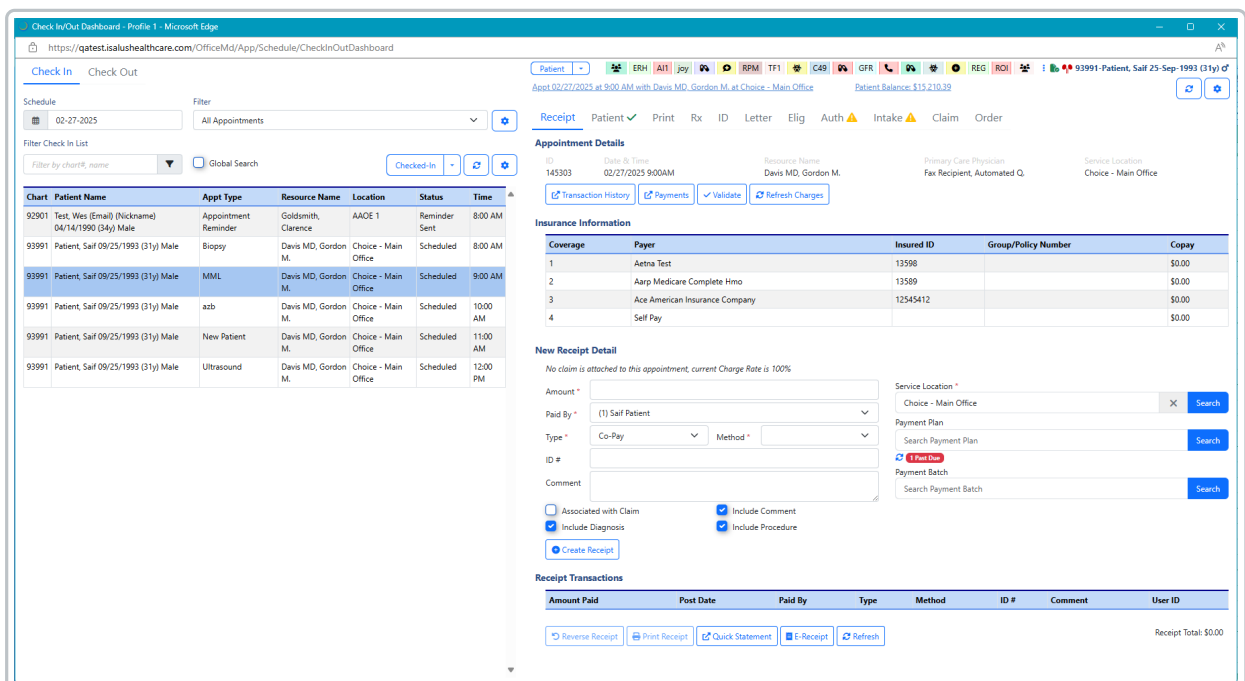 Check In/Out Dashboard - Profile 1 - Microsoft Edge
https://qatest.isalushealthcare.com/OfficeMd/App/Schedule/CheckInOutDashboard
Check In Check Out
Schedule Filter
02-27-2025 All Appointments
Filter Check In List
Filter by chart#, name Global Search Checked-In
Chart Patient Name Appt Type Resource Name Location Status Time
92901 Test, Wes (Email) (Nickname) Appointment Goldsmith, AAOE 1 Reminder 8:00 AM
04/14/1990 (34y) Male Reminder Clarence Sent
93991 Patient, Saif 09/25/1993 (31y) Male Biopsy Davis MD, Gordon Choice - Main Scheduled 8:00 AM
M. Office
93991 Patient, Saif 09/25/1993 (31y) Male MML Davis MD, Gordon Choice - Main Scheduled 9:00 AM
M. Office
93991 Patient, Saif 09/25/1993 (31y) Male azb Davis MD, Gordon Choice - Main Scheduled 10:00
M. Office AM
93991 Patient, Saif 09/25/1993 (31y) Male New Patient Davis MD, Gordon Choice - Main Scheduled 11:00
M. Office AM
93991 Patient, Saif 09/25/1993 (31y) Male Ultrasound Davis MD, Gordon Choice - Main Scheduled 12:00
M. Office PM
Patient ERH AI1 joy RPM TF1 C49 GFR REG ROI 93991-Patient, Saif 25-Sep-1993 (31y)
Appt 02/27/2025 at 9:00 AM with Davis MD, Gordon M. at Choice - Main Office Patient Balance: $15,210.39
Receipt Patient Print Rx ID Letter Elig Auth Intake Claim Order
Appointment Details
ID Date & Time Resource Name Primary Care Physician Service Location
145303 02/27/2025 9:00AM Davis MD, Gordon M. Fax Recipient, Automated Q, Choice - Main Office
Transaction History Payments Validate Refresh Charges
Insurance Information
Coverage Payer Insured ID Group/Policy Number Copay
1 Aetna Test 13598 $0.00
2 Aarp Medicare Complete Hmo 13589 $0.00
3 Ace American Insurance Company 12545412 $0.00
4 Self Pay $0.00
New Receipt Detail
No claim is attached to this appointment, current Charge Rate is 100%
Amount *
Paid By * (1) Saif Patient
Type * Co-Pay Method *
ID #
Comment
Service Location *
Choice - Main Office Search
Payment Plan
Search Payment Plan Search
1 Past Due
Payment Batch
Search Payment Batch Search
Associated with Claim Include Comment
Include Diagnosis Include Procedure
Create Receipt
Receipt Transactions
Amount Paid Post Date Paid By Type Method ID # Comment User ID
Reverse Receipt Print Receipt Quick Statement E-Receipt Refresh Receipt Total: $0.00